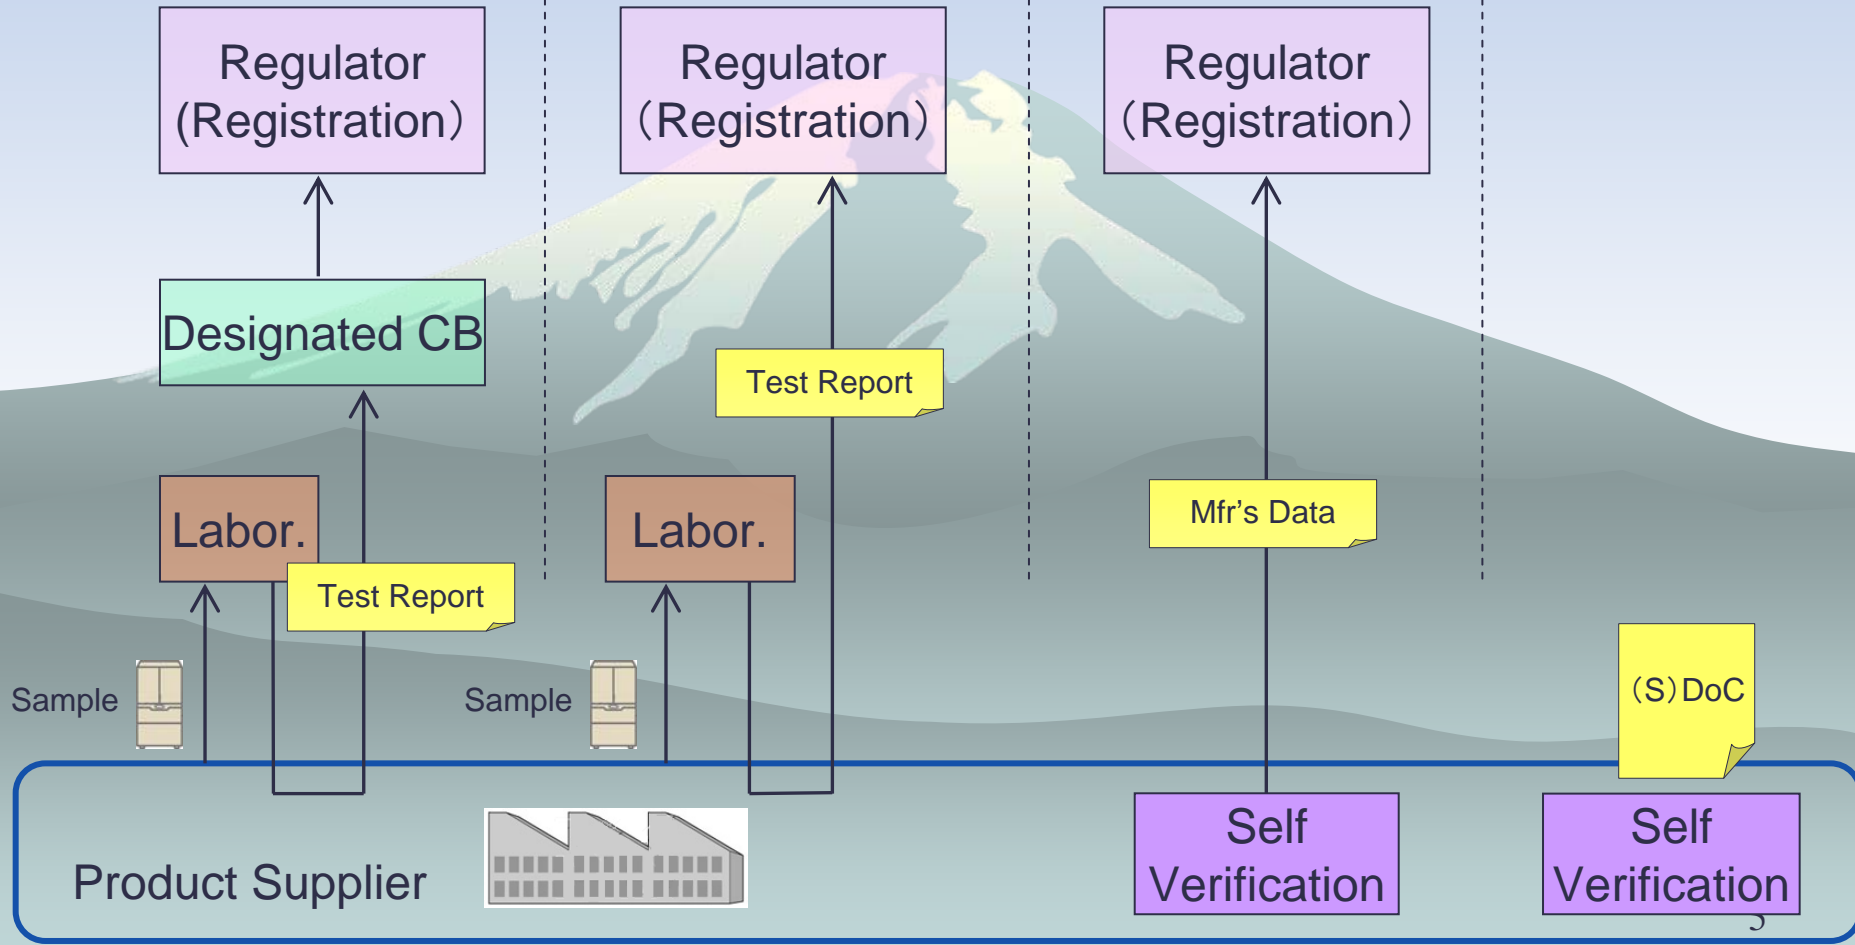 Regulator
(Registration）
Regulator
（Registration）
Regulator
（Registration）
Designated CB
Test Report
Labor.
Labor.
Mfr's Data
Test Report
Sample
Sample
（S）DoC
Product Supplier
Self
Verification
Self
Verification